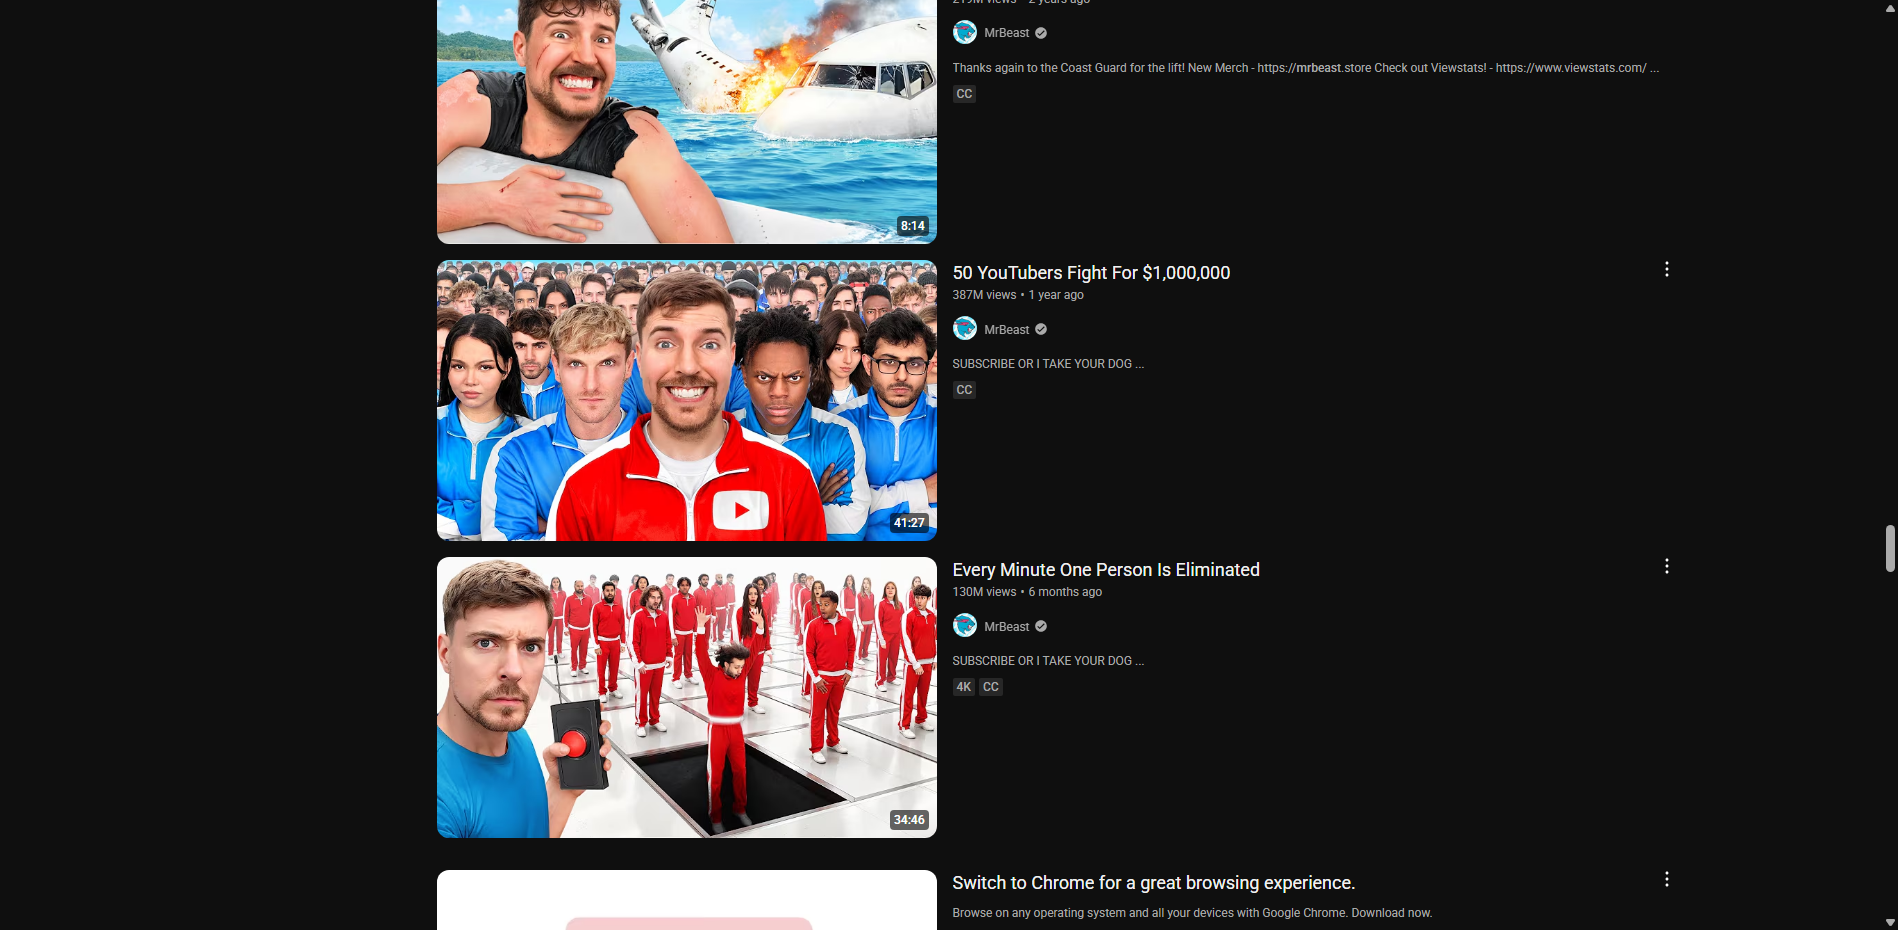 MrBeast
Thanks again to the Coast Guard for the lift! New Merch - https://mrbeast.store Check out Viewstats! - https://www.viewstats.com/ ...
CC
8:14
50 YouTubers Fight For $1,000,000
387M views • 1 year ago
MrBeast
SUBSCRIBE OR I TAKE YOUR DOG ...
CC
41:27
Every Minute One Person Is Eliminated
130M views • 6 months ago
MrBeast
SUBSCRIBE OR I TAKE YOUR DOG ...
4K CC
34:46
Switch to Chrome for a great browsing experience.
Browse on any operating system and all your devices with Google Chrome. Download now.